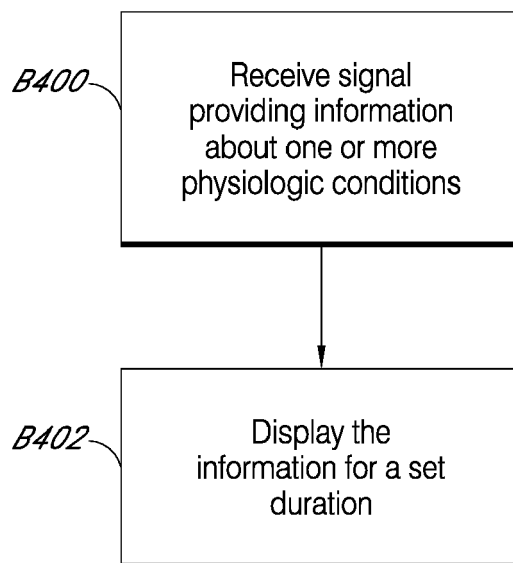 B400
Receive signal
providing information
about one or more
physiologic conditions
B402
Display the
information for a set
duration